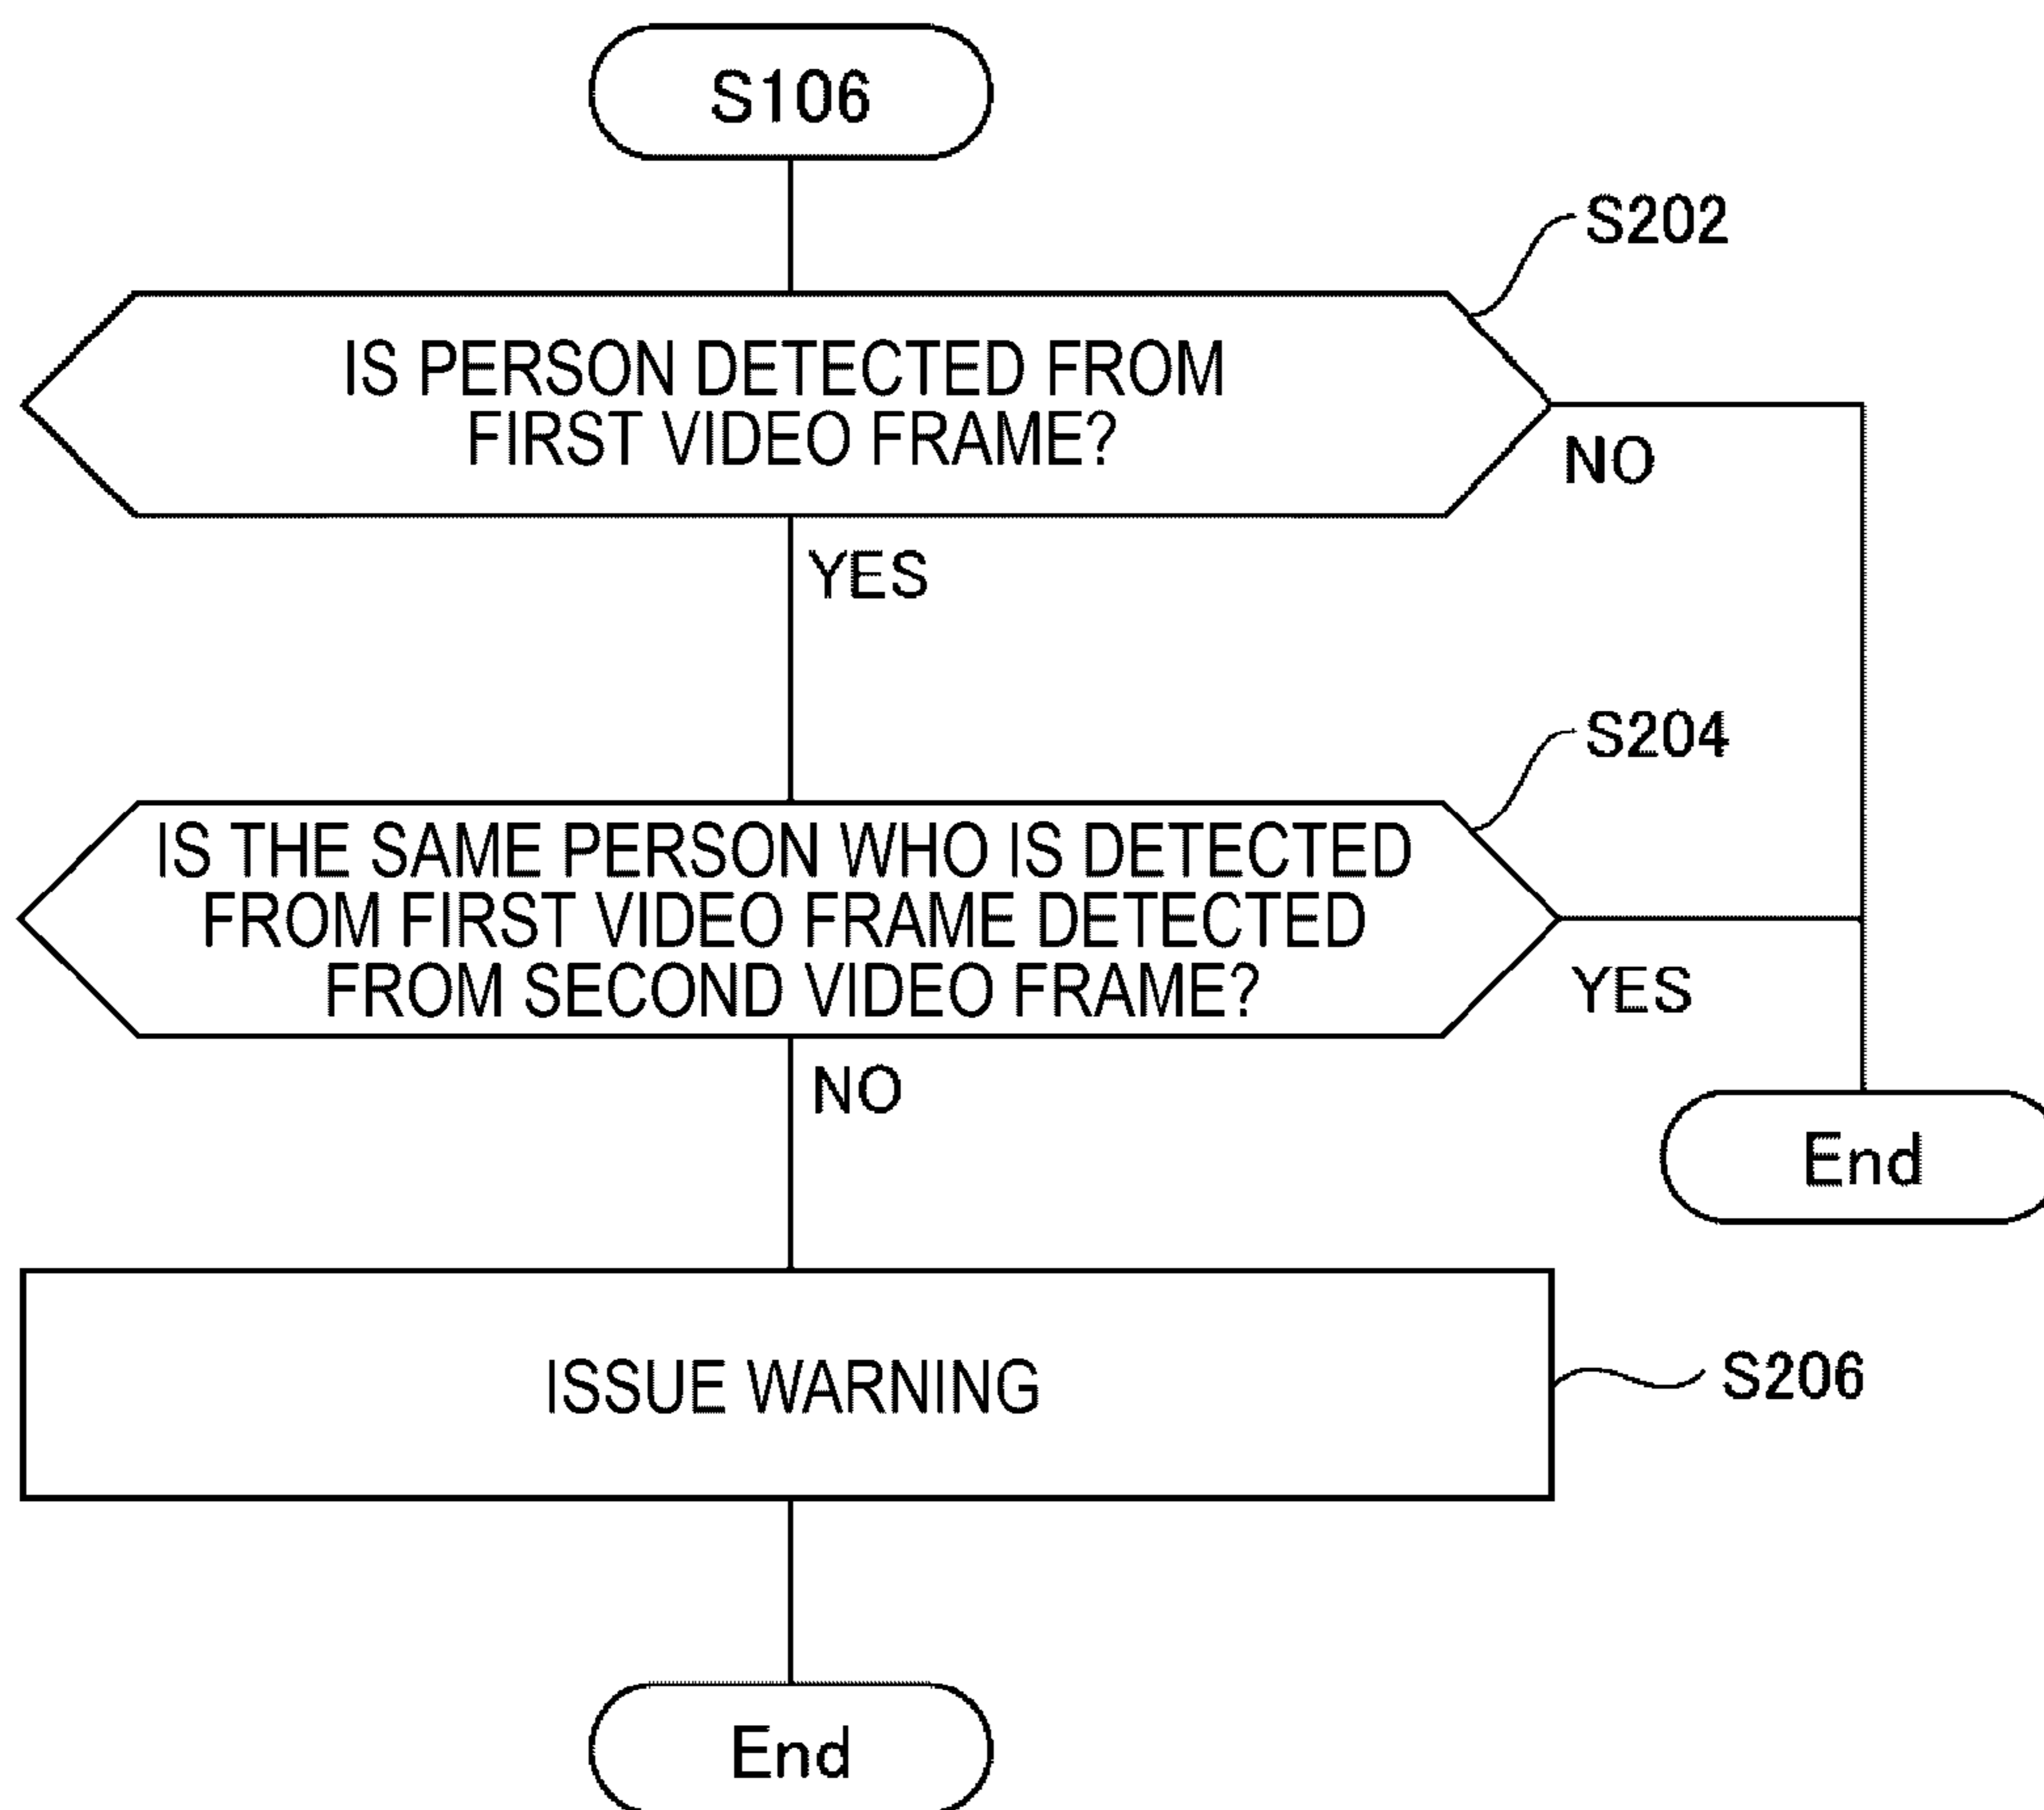 S106
S202
IS PERSON DETECTED FROM
FIRST VIDEO FRAME?
NO
YES
S204
IS THE SAME PERSON WHO IS DETECTED
FROM FIRST VIDEO FRAME DETECTED
FROM SECOND VIDEO FRAME?
YES
NO
End
ISSUE WARNING
S206
End